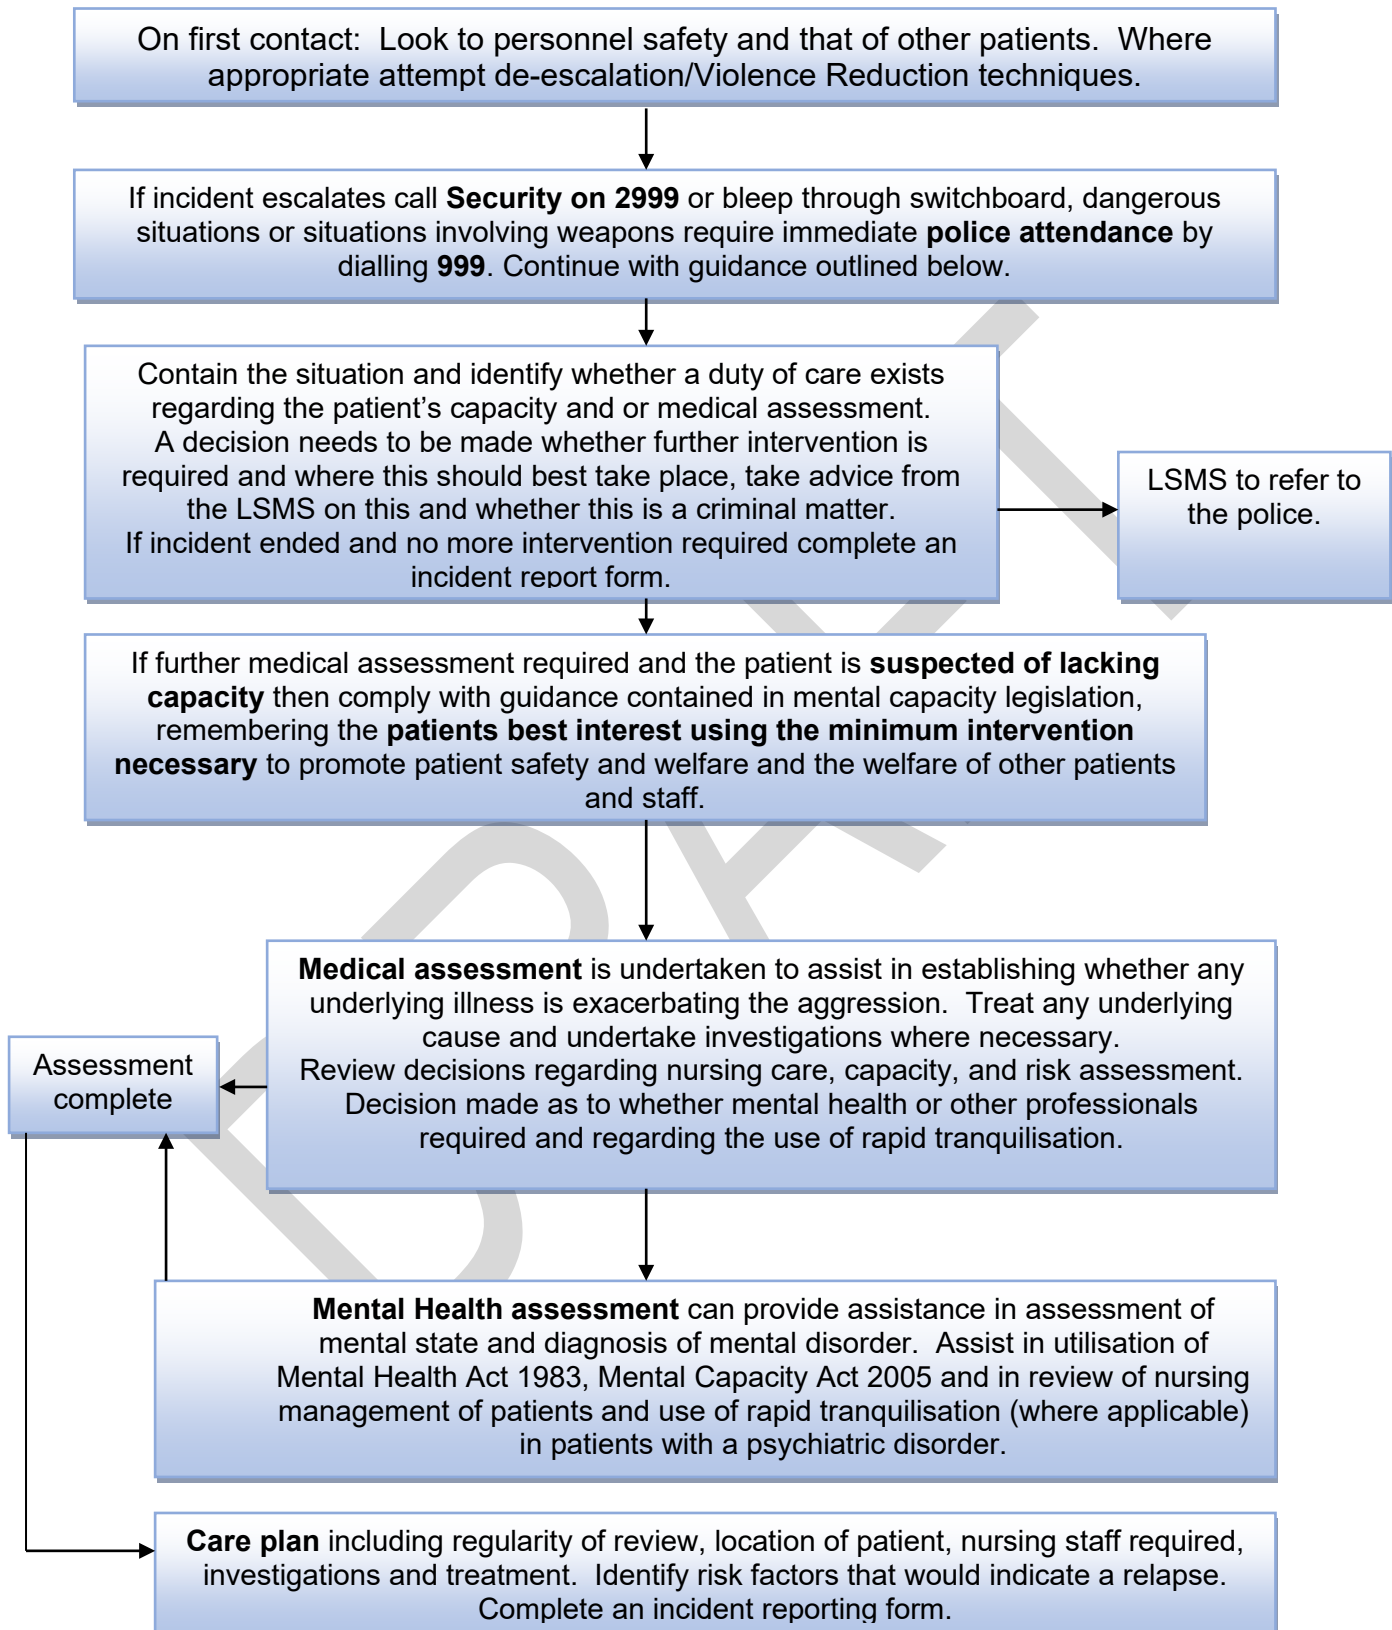 On first contact:  Look to personnel safety and that of other patients.  Where
appropriate attempt de-escalation/Violence Reduction techniques.
If incident escalates call Security on 2999 or bleep through switchboard, dangerous
situations or situations involving weapons require immediate police attendance by
dialling 999. Continue with guidance outlined below.
Contain the situation and identify whether a duty of care exists
regarding the patient’s capacity and or medical assessment.
A decision needs to be made whether further intervention is
required and where this should best take place, take advice from
the LSMS on this and whether this is a criminal matter.
If incident ended and no more intervention required complete an
incident report form.
LSMS to refer to
the police.
If further medical assessment required and the patient is suspected of lacking
capacity then comply with guidance contained in mental capacity legislation,
remembering the patients best interest using the minimum intervention
necessary to promote patient safety and welfare and the welfare of other patients
and staff.
Medical assessment is undertaken to assist in establishing whether any
underlying illness is exacerbating the aggression.  Treat any underlying
cause and undertake investigations where necessary.
Review decisions regarding nursing care, capacity, and risk assessment.
Decision made as to whether mental health or other professionals
required and regarding the use of rapid tranquilisation.
Assessment
complete
Mental Health assessment can provide assistance in assessment of
mental state and diagnosis of mental disorder.  Assist in utilisation of
Mental Health Act 1983, Mental Capacity Act 2005 and in review of nursing
management of patients and use of rapid tranquilisation (where applicable)
in patients with a psychiatric disorder.
Care plan including regularity of review, location of patient, nursing staff required,
investigations and treatment.  Identify risk factors that would indicate a relapse.
Complete an incident reporting form.
DRAFT